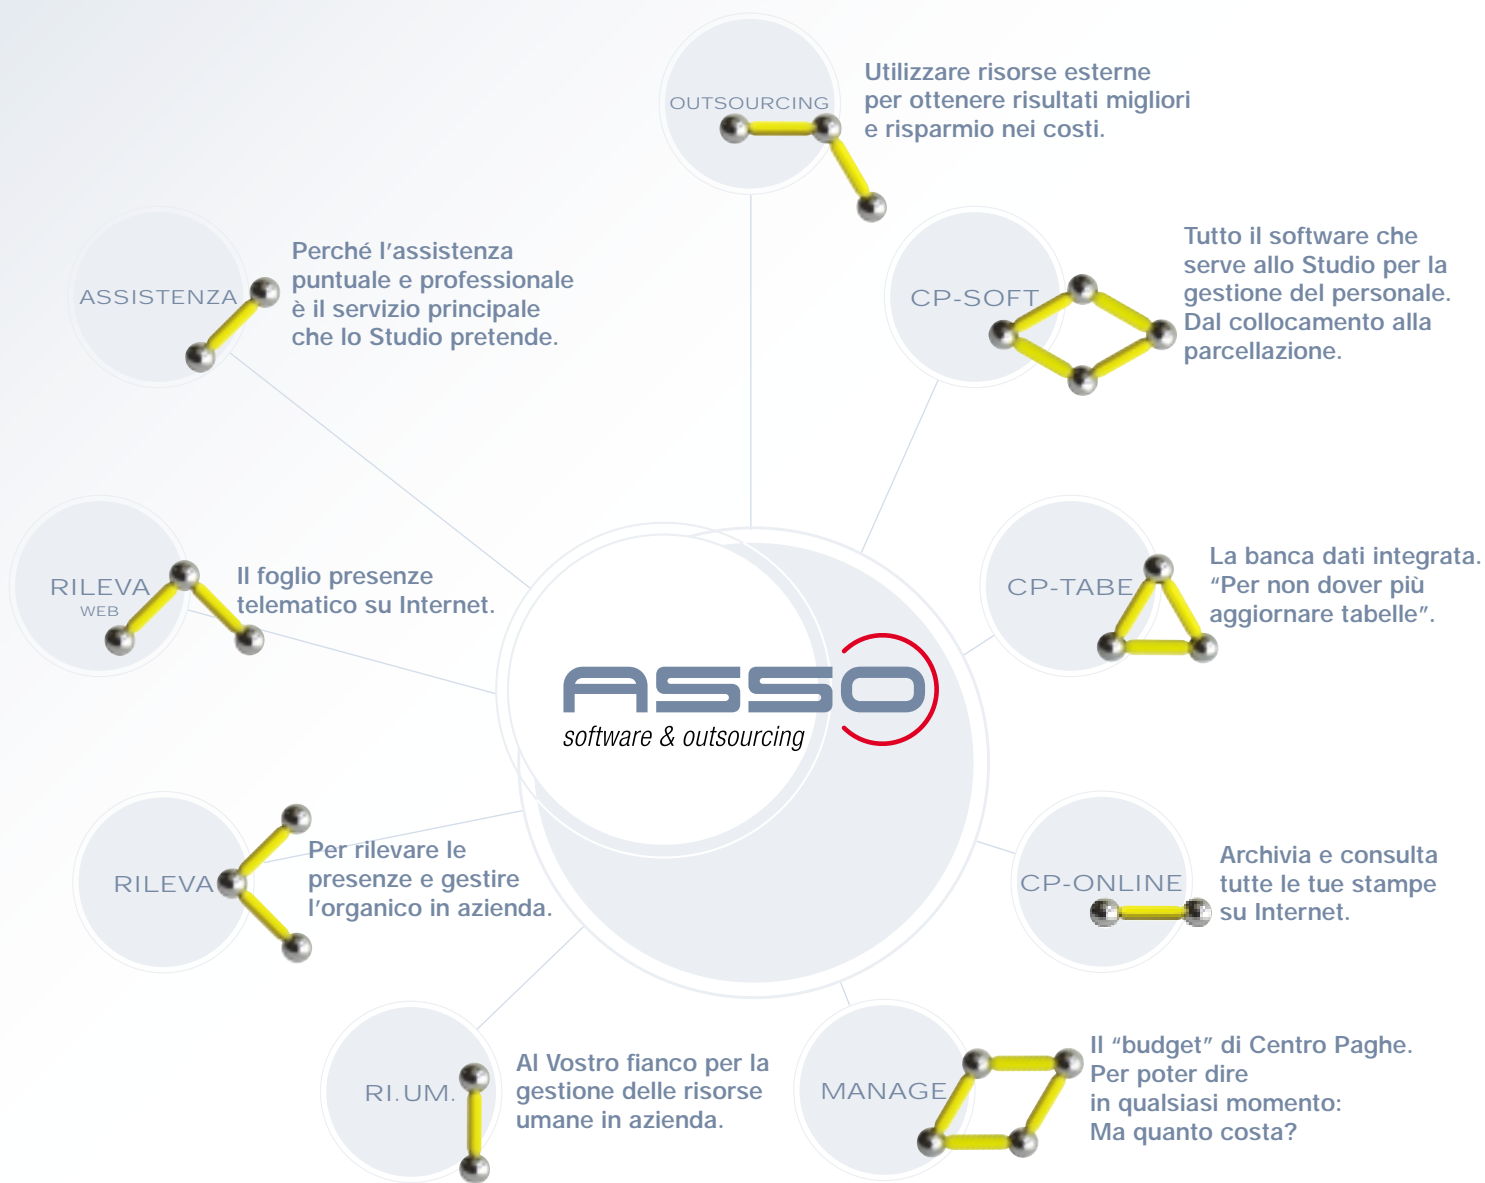 OUTSOURCING
Utilizzare risorse esterne
per ottenere risultati migliori
e risparmio nei costi.
ASSISTENZA
Perché l'assistenza
puntuale e professionale
è il servizio principale
che lo Studio pretende.
CP-SOFT
Tutto il software che
serve allo Studio per la
gestione del personale.
Dal collocamento alla
parcellazione.
RILEVA
WEB
Il foglio presenze
telematico su Internet.
CP-TABE
La banca dati integrata.
“Per non dover più
aggiornare tabelle”.
ASSO
software & outsourcing
RILEVA
Per rilevare le
presenze e gestire
l'organico in azienda.
CP-ONLINE
Archivia e consulta
tutte le tue stampe
su Internet.
RI.UM.
Al Vostro fianco per la
gestione delle risorse
umane in azienda.
MANAGE
Il “budget” di Centro Paghe.
Per poter dire
in qualsiasi momento:
Ma quanto costa?